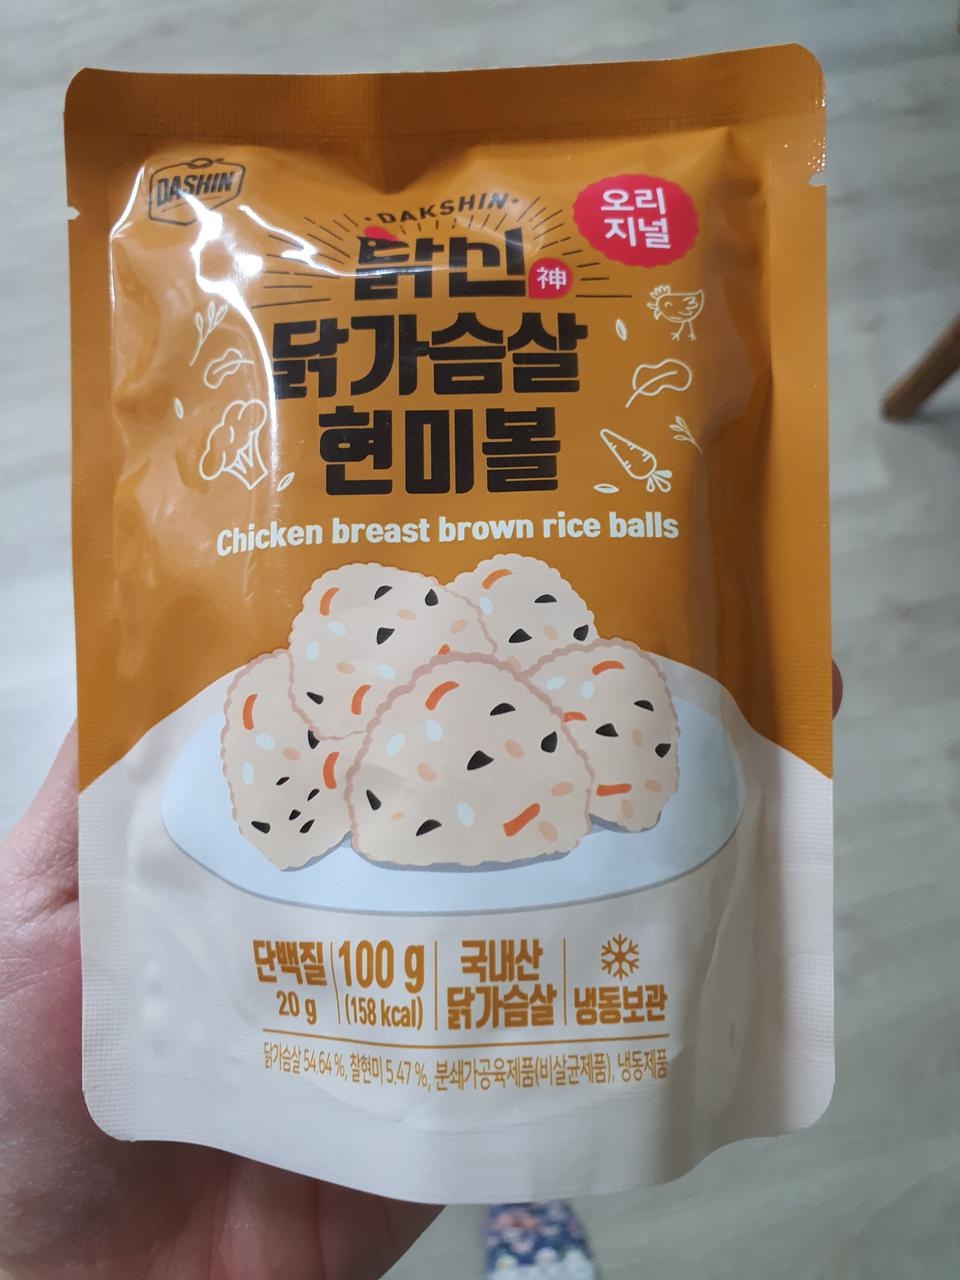 DASHIN
·DAKSHIN·
닭신
神
오리
지널
닭가슴살
현미볼
Chicken breast brown rice balls
단백질
20 g
100 g
(158 kcal)
국내산
닭가슴살
냉동보관
닭가슴살 54.64 %, 찰현미 5.47 %, 분쇄가공육제품(비살균제품), 냉동제품